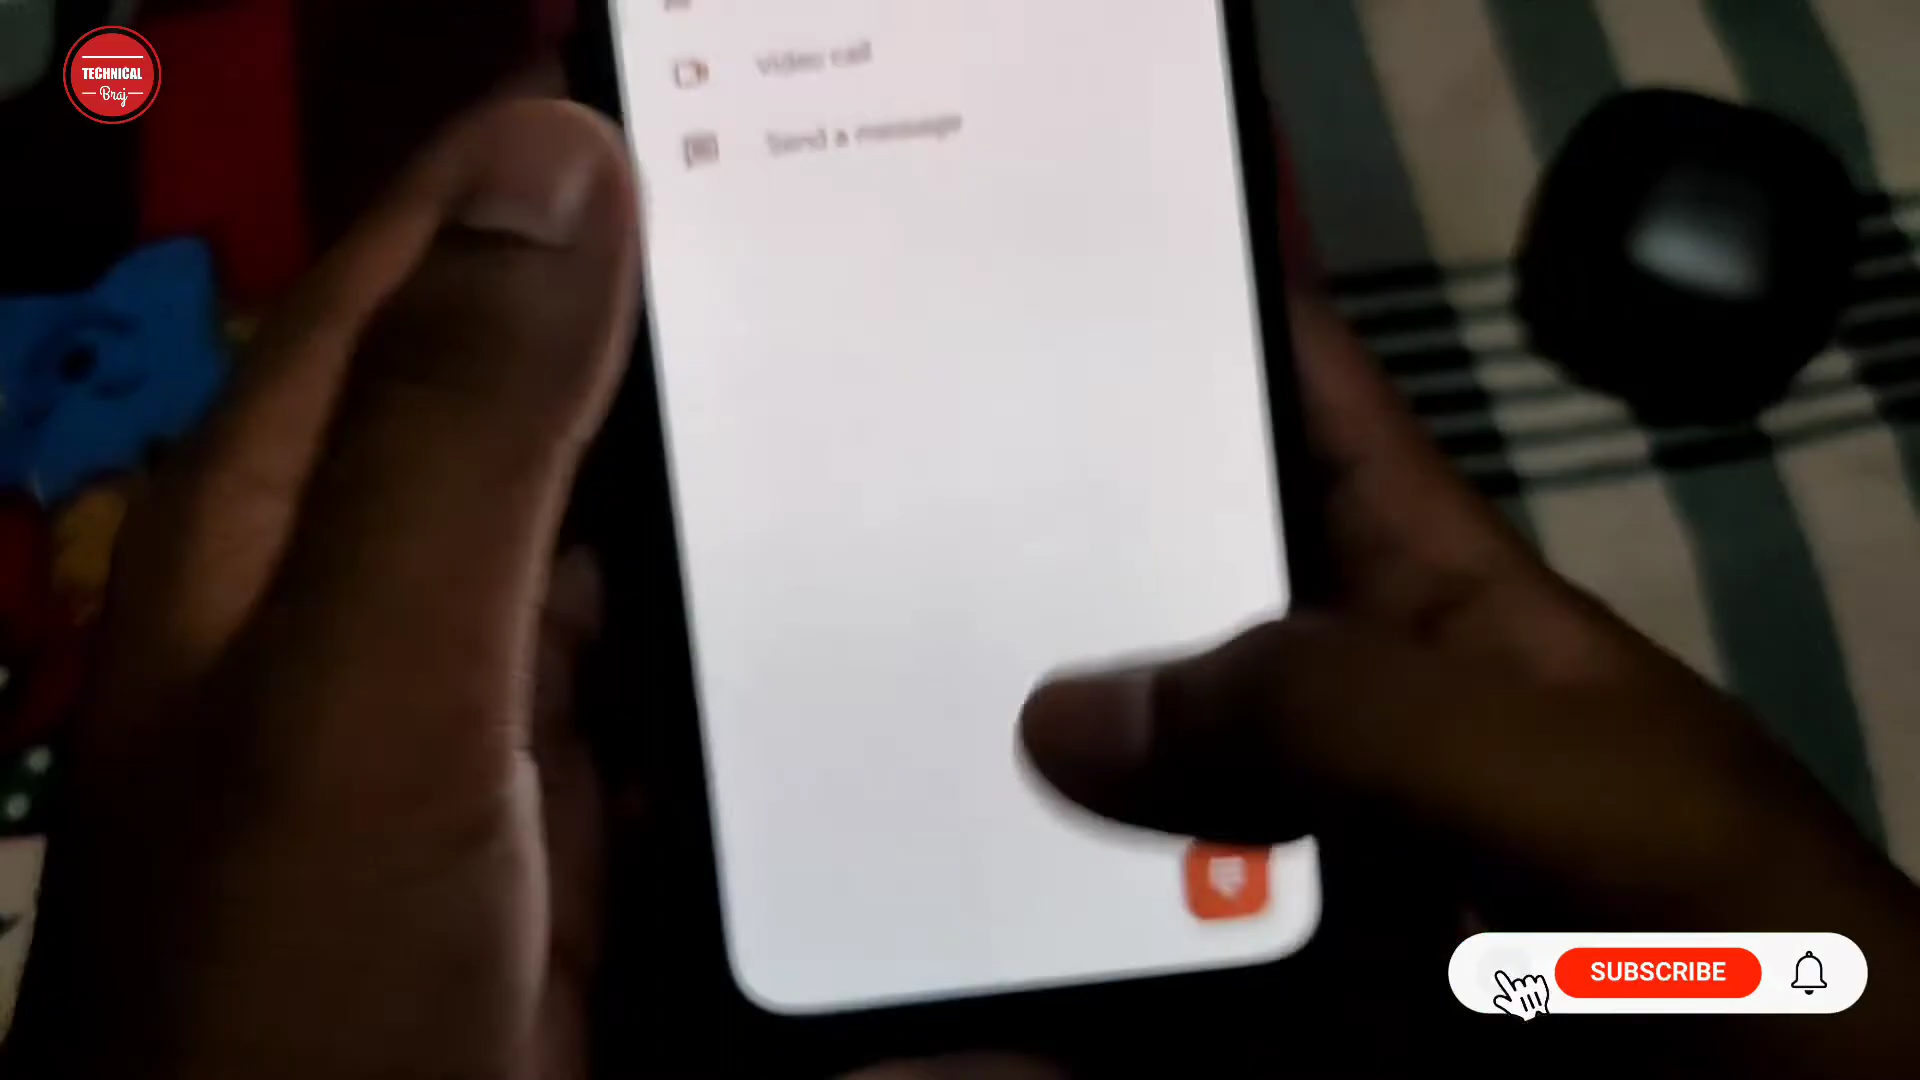 TECHNICAL
Braj
Video call
Send a message
SUBSCRIBE